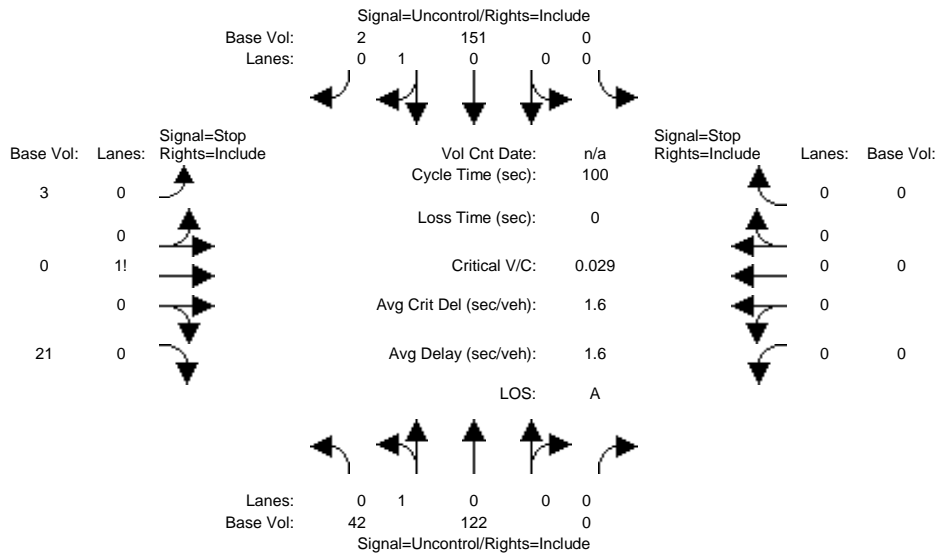 Signal=Uncontrol/Rights=Include
Base Vol: 2 151 0
Lanes: 0 1 0 0 0
Signal=Stop Signal=Stop
Base Vol: Lanes: Rights=Include Vol Cnt Date: n/a Rights=Include Lanes: Base Vol:
Cycle Time (sec): 100
3 0 0 0
Loss Time (sec): 0
0 0
0 1! Critical V/C: 0.029 0 0
0 Avg Crit Del (sec/veh): 1.6 0
21 0 Avg Delay (sec/veh): 1.6 0 0
LOS: A
Lanes: 0 1 0 0 0
Base Vol: 42 122 0
Signal=Uncontrol/Rights=Include